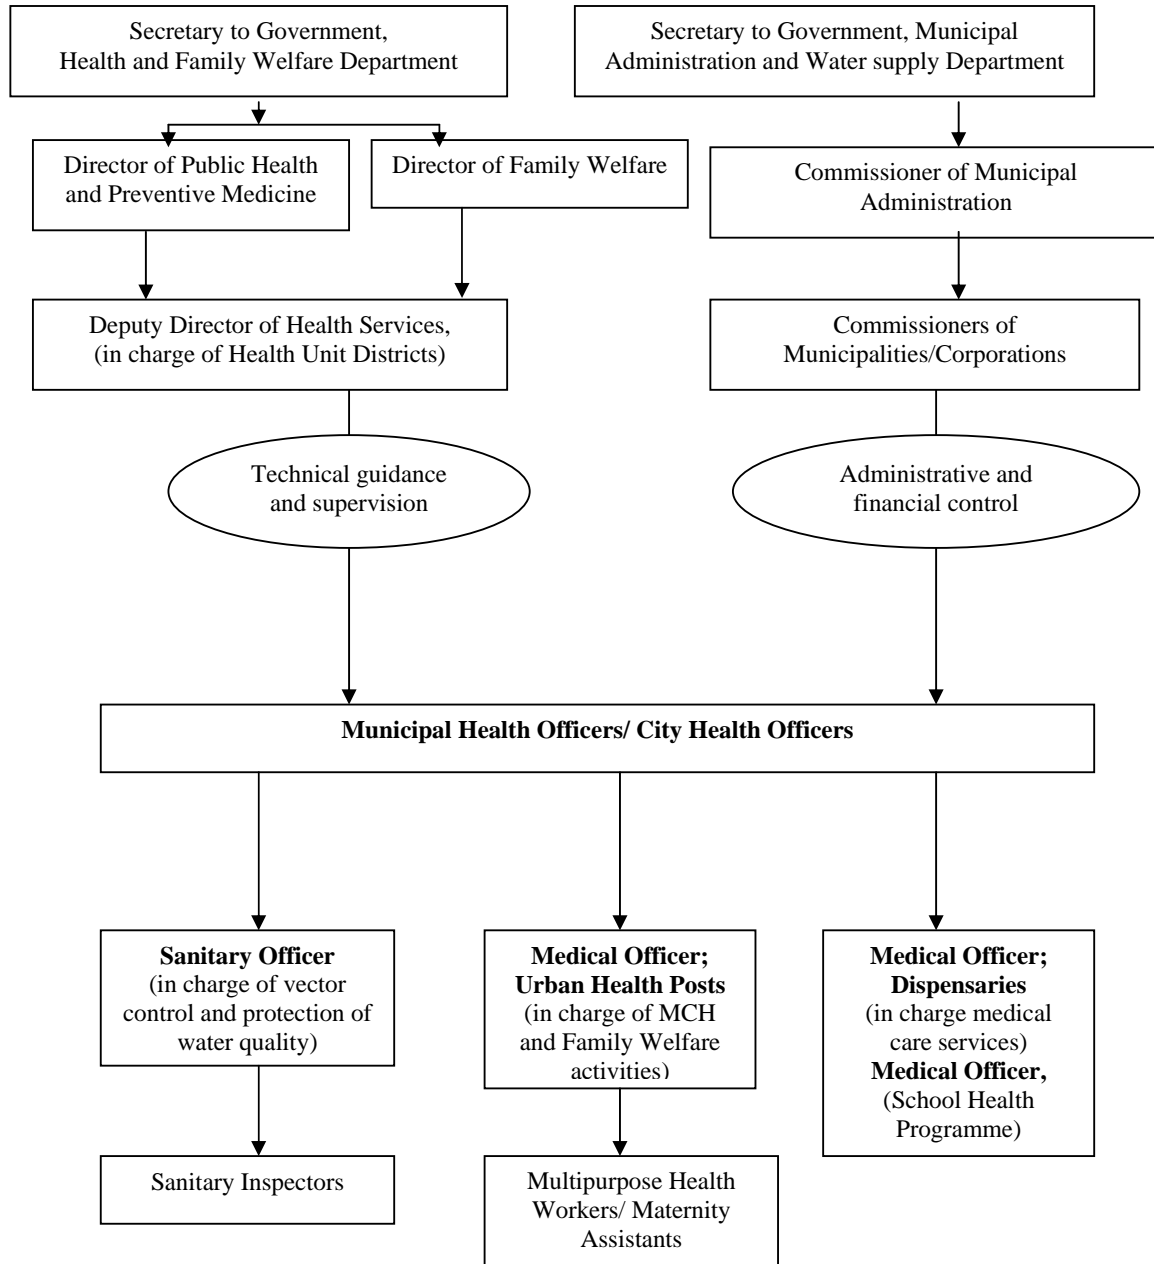 Secretary to Government,
Health and Family Welfare Department
Secretary to Government, Municipal
Administration and Water supply Department
Director of Public Health
and Preventive Medicine
Director of Family Welfare
Commissioner of Municipal
Administration
Deputy Director of Health Services,
(in charge of Health Unit Districts)
Commissioners of
Municipalities/Corporations
Technical guidance
and supervision
Administrative and
financial control
Municipal Health Officers/ City Health Officers
Sanitary Officer
(in charge of vector
control and protection of
water quality)
Medical Officer;
Urban Health Posts
(in charge of MCH
and Family Welfare
activities)
Medical Officer;
Dispensaries
(in charge medical
care services)
Medical Officer,
(School Health
Programme)
Sanitary Inspectors
Multipurpose Health
Workers/ Maternity
Assistants